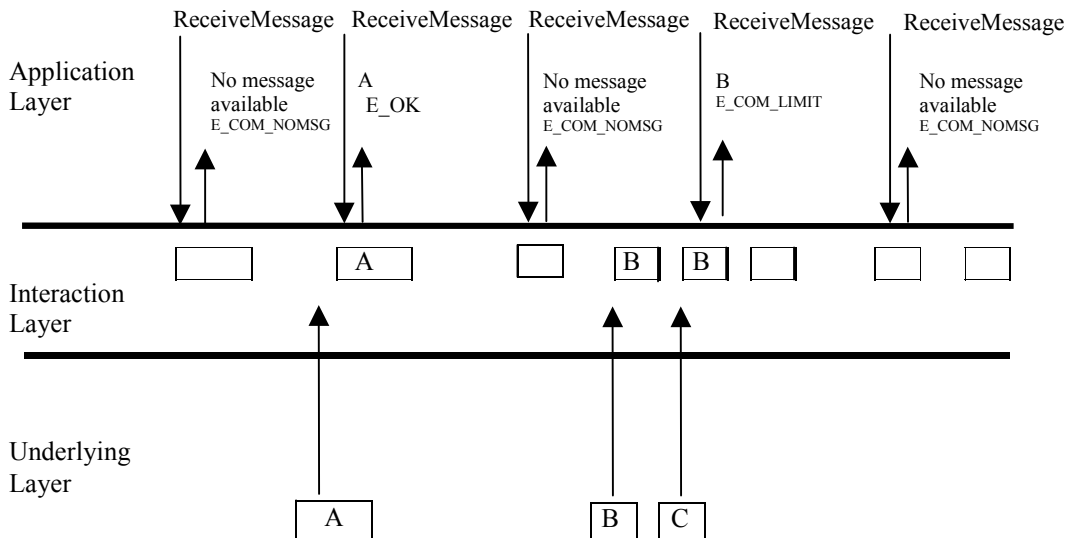 ReceiveMessage ReceiveMessage ReceiveMessage ReceiveMessage ReceiveMessage
Application
Layer
No message
available
E_COM_NOMSG
A
E_OK
No message
available
E_COM_NOMSG
B
E_COM_LIMIT
No message
available
E_COM_NOMSG
A
B
B
Interaction
Layer
Underlying
Layer
A
B
C